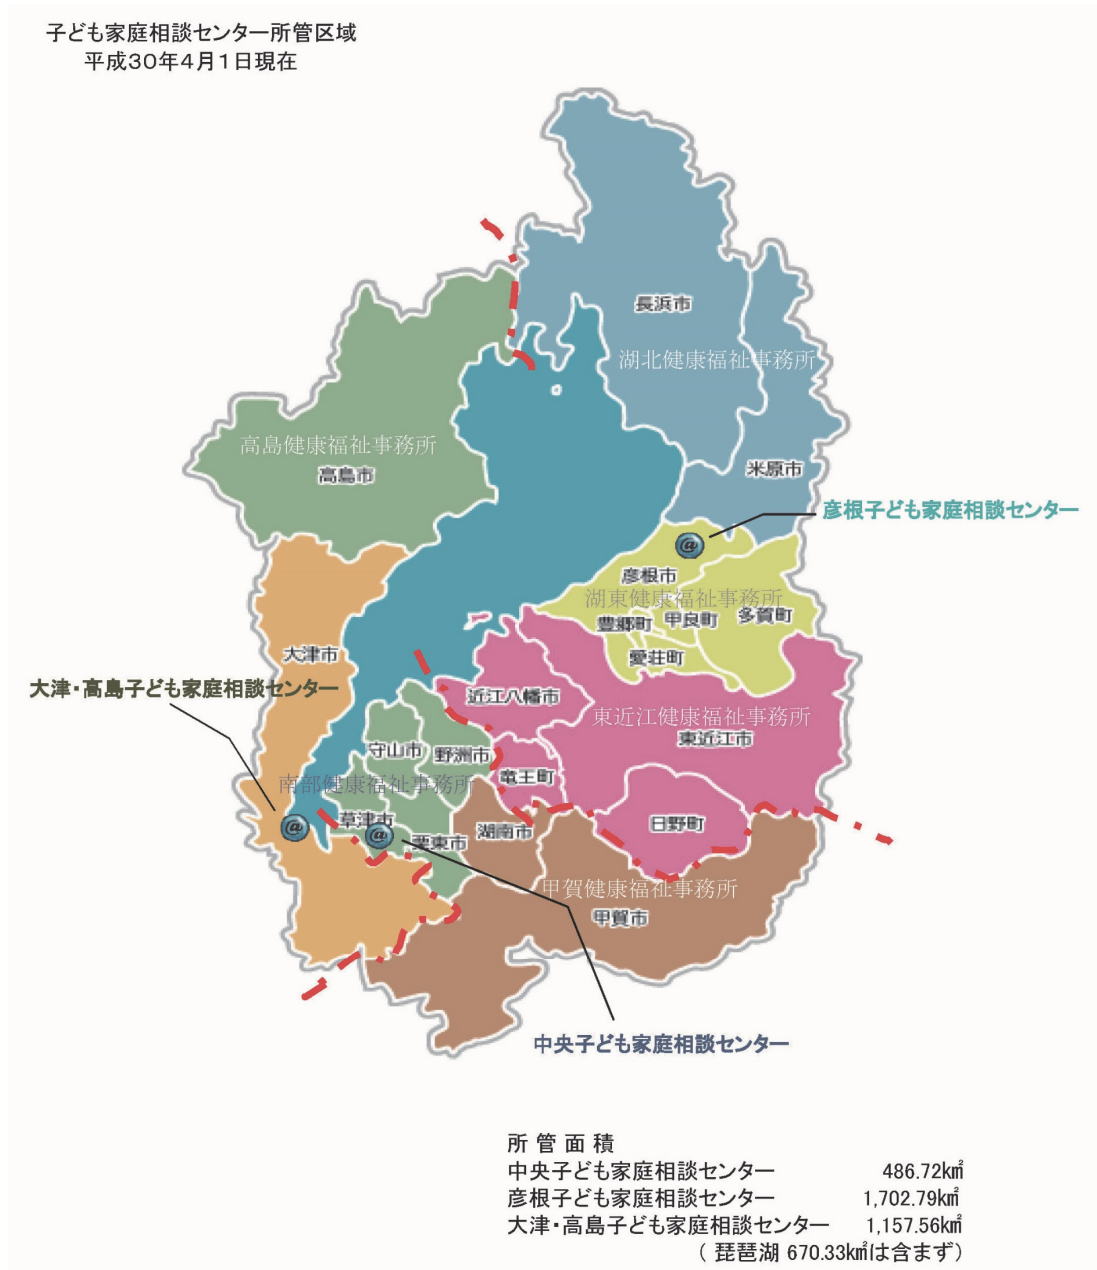 子ども家庭相談センター所管区域
平成30年4月1日現在
長浜市
湖北健康福祉事務所
高島健康福祉事務所
高島市
米原市
彦根子ども家庭相談センター
@
彦根市
湖東健康福祉事務所
豊郷町
甲良町
多賀町
愛荘町
大津市
大津・高島子ども家庭相談センター
近江八幡市
東近江健康福祉事務所
東近江市
守山市
野洲市
竜王町
南部健康福祉事務所
草津市
@
@
栗東市
湖南市
日野町
甲賀健康福祉事務所
甲賀市
中央子ども家庭相談センター
所管面積
中央子ども家庭相談センター 486.72k㎡
彦根子ども家庭相談センター 1,702.79k㎡
大津・高島子ども家庭相談センター 1,157.56k㎡
(琵琶湖 670.33k㎡は含まず)